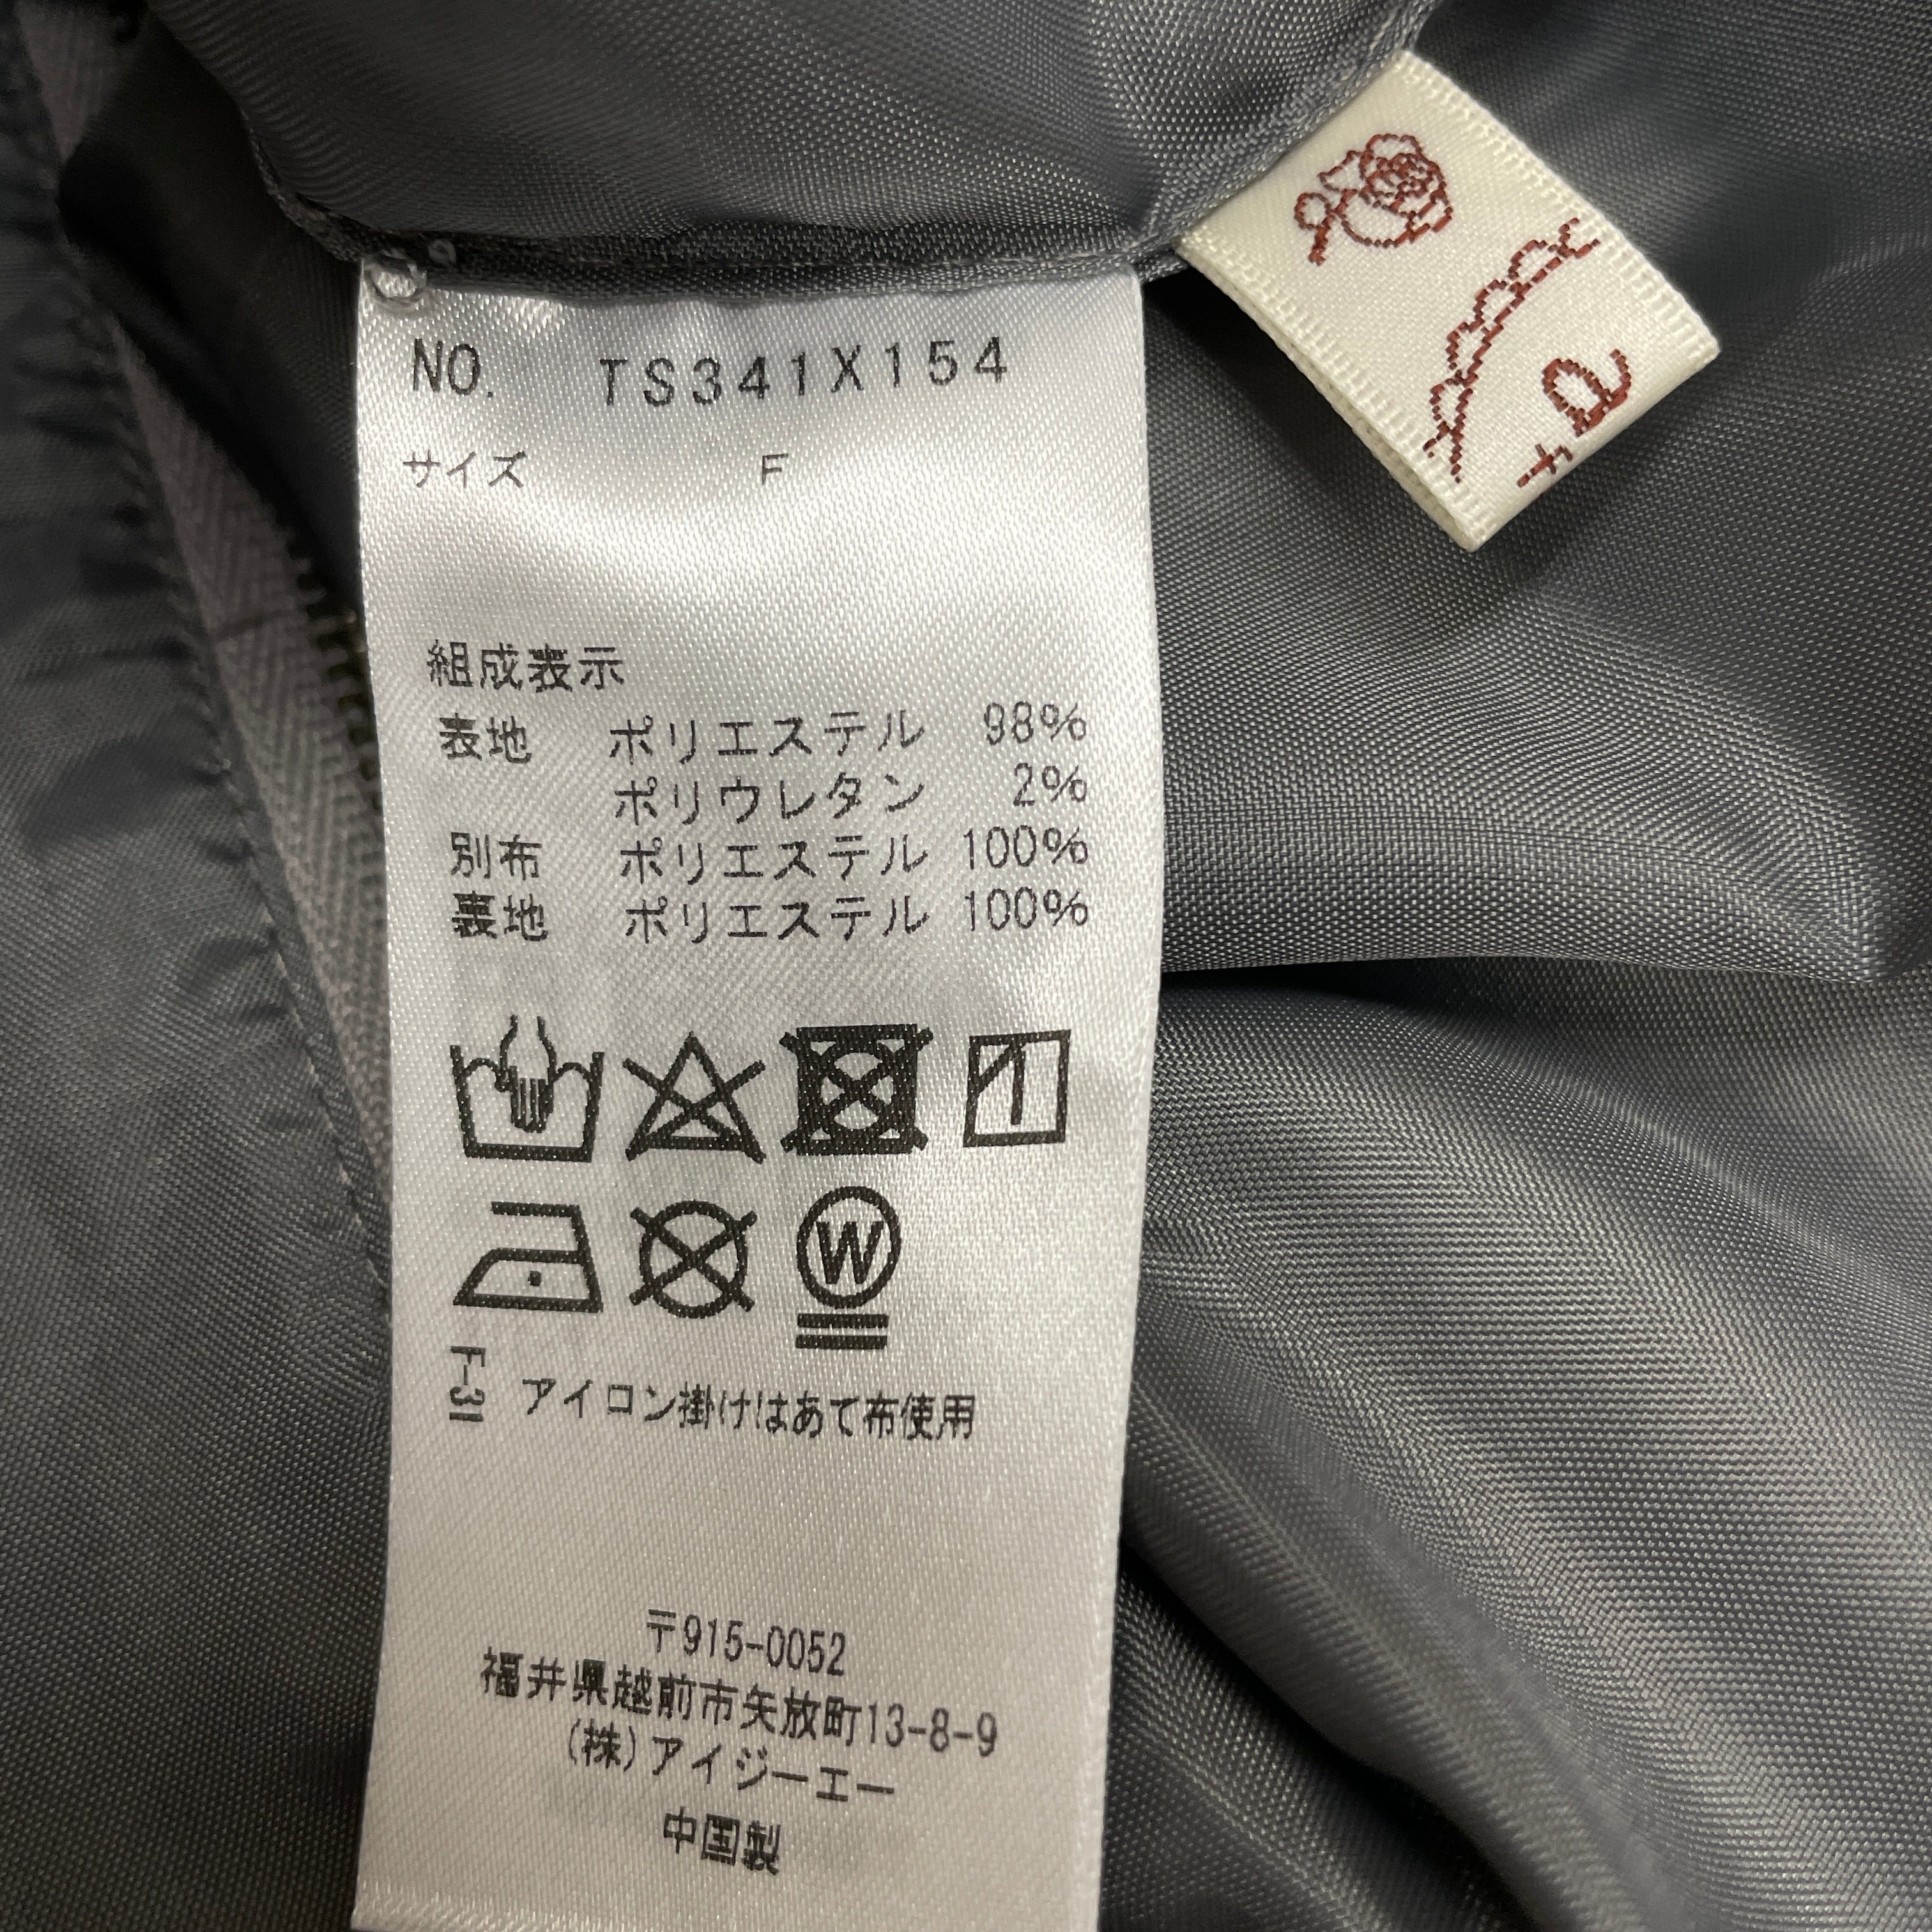 NO. TS341X154
サイズ F
組成表示
表地 ポリエステル 98%
ポリウレタン 2%
別布 ポリエステル 100%
裏地 ポリエステル 100%
W
F-31 アイロン掛けはあて布使用
〒915-0052
福井県越前市矢放町13-8-9
(株)アイジーエー
中国製